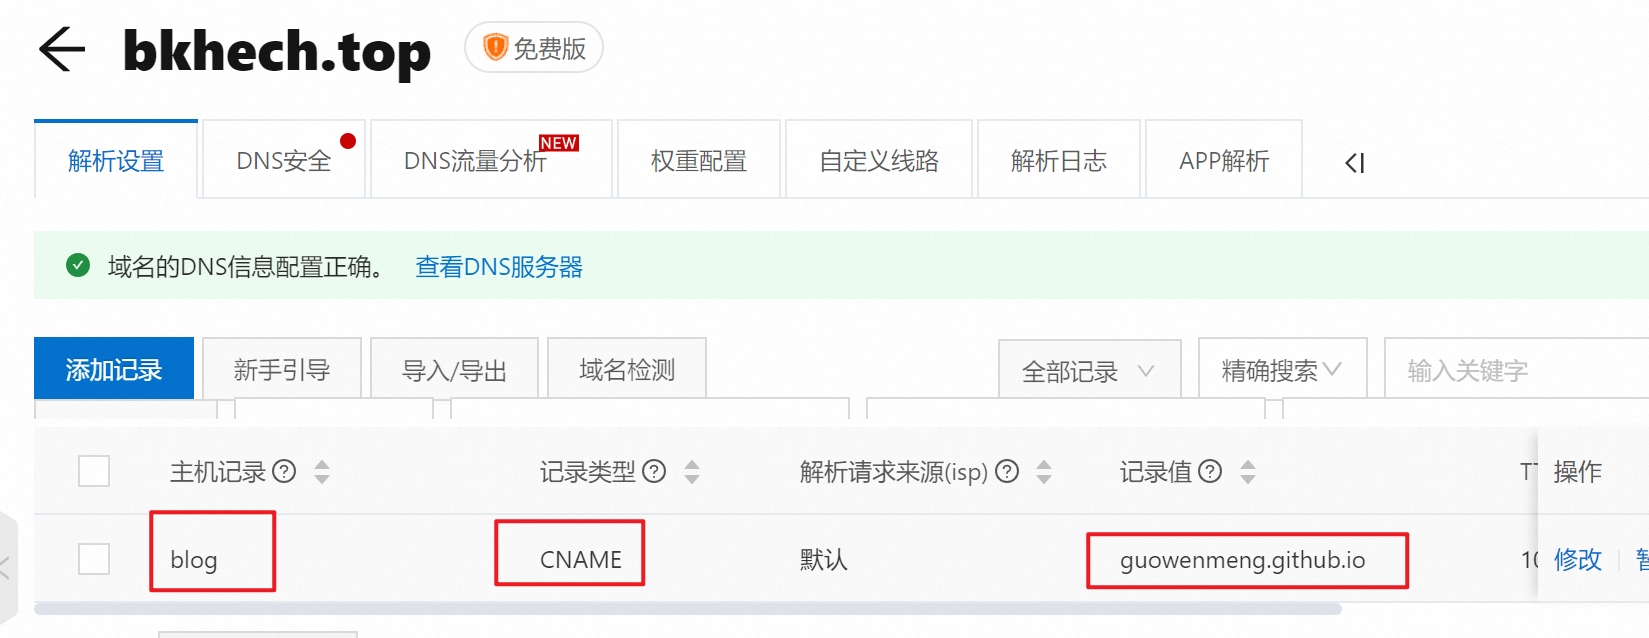 bkhech.top 免费版
解析设置 DNS安全 DNS流量分析 NEW 权重配置 自定义线路 解析日志 APP解析
域名的DNS信息配置正确。 查看DNS服务器
添加记录 新手引导 导入/导出 域名检测 全部记录 精确搜索 输入关键字
主机记录 记录类型 解析请求来源(isp) 记录值 操作
blog CNAME 默认 guowenmeng.github.io 修改